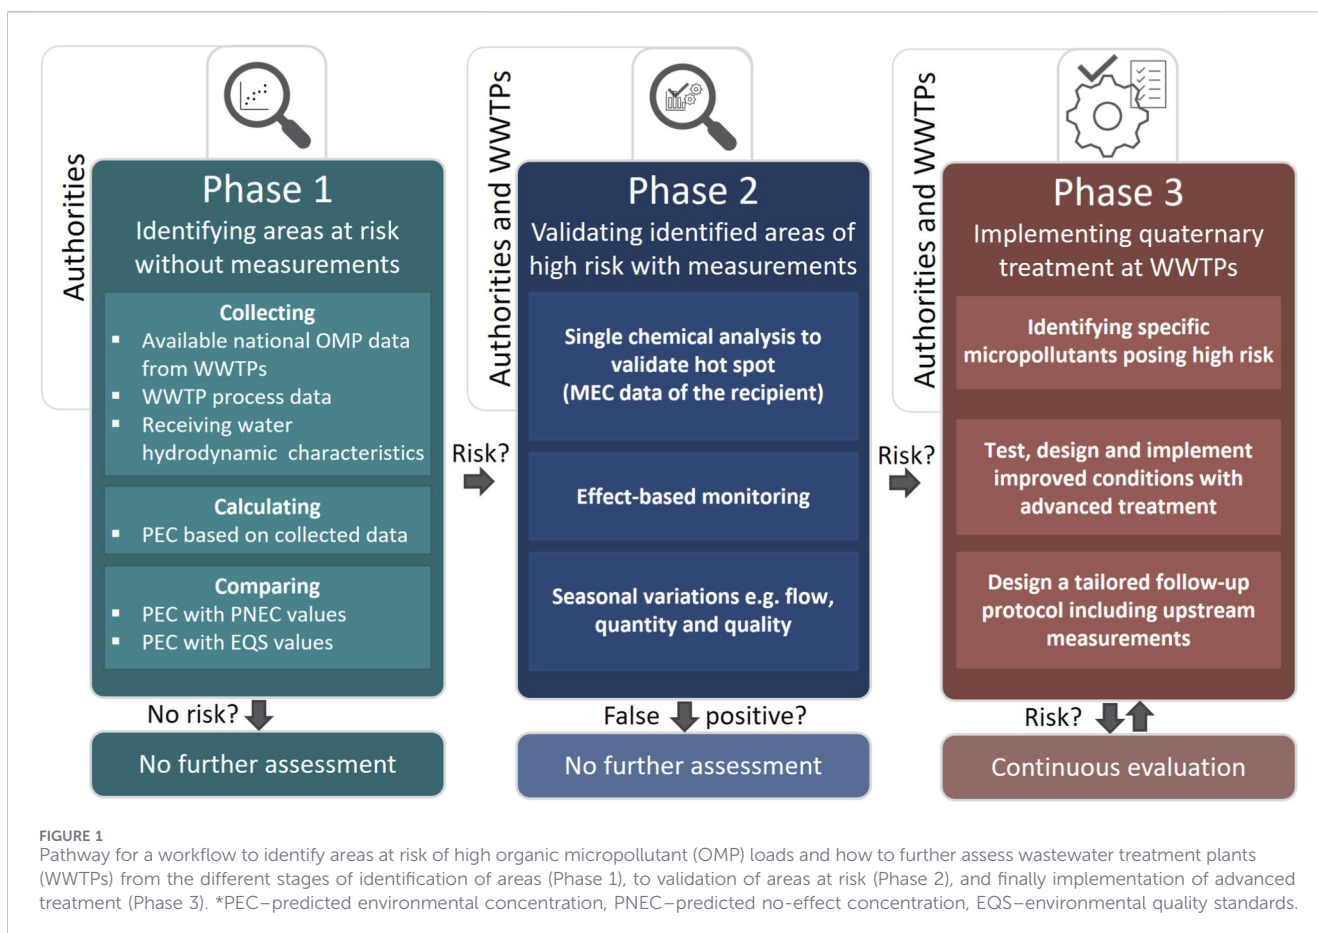 Authorities
Phase 1
Identifying areas at risk
without measurements
Collecting
▪ Available national OMP data
from WWTPs
▪ WWTP process data
▪ Receiving water
hydrodynamic characteristics
Calculating
▪ PEC based on collected data
Comparing
▪ PEC with PNEC values
▪ PEC with EQS values
No risk?
No further assessment
Risk?
Authorities and WWTPs
Phase 2
Validating identified areas of
high risk with measurements
Single chemical analysis to
validate hot spot
(MEC data of the recipient)
Effect-based monitoring
Seasonal variations e.g. flow,
quantity and quality
False positive?
No further assessment
Risk?
Authorities and WWTPs
Phase 3
Implementing quaternary
treatment at WWTPs
Identifying specific
micropollutants posing high risk
Test, design and implement
improved conditions with
advanced treatment
Design a tailored follow-up
protocol including upstream
measurements
Risk?
Continuous evaluation
FIGURE 1
Pathway for a workflow to identify areas at risk of high organic micropollutant (OMP) loads and how to further assess wastewater treatment plants
(WWTPs) from the different stages of identification of areas (Phase 1), to validation of areas at risk (Phase 2), and finally implementation of advanced
treatment (Phase 3). *PEC–predicted environmental concentration, PNEC–predicted no-effect concentration, EQS–environmental quality standards.